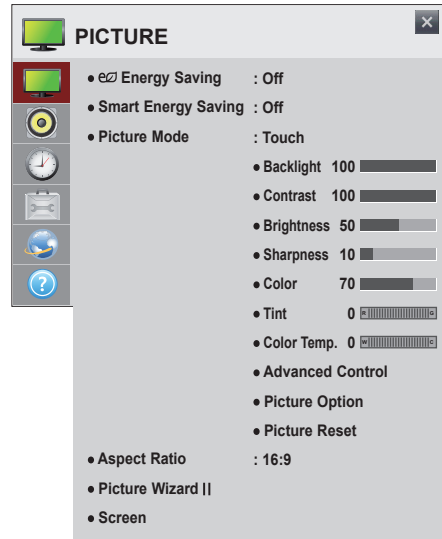 PICTURE
• Energy Saving : Off
• Smart Energy Saving : Off
• Picture Mode : Touch
• Backlight 100
• Contrast 100
• Brightness 50
• Sharpness 10
• Color 70
• Tint 0 R G
• Color Temp. 0 W C
• Advanced Control
• Picture Option
• Picture Reset
• Aspect Ratio : 16:9
• Picture Wizard II
• Screen